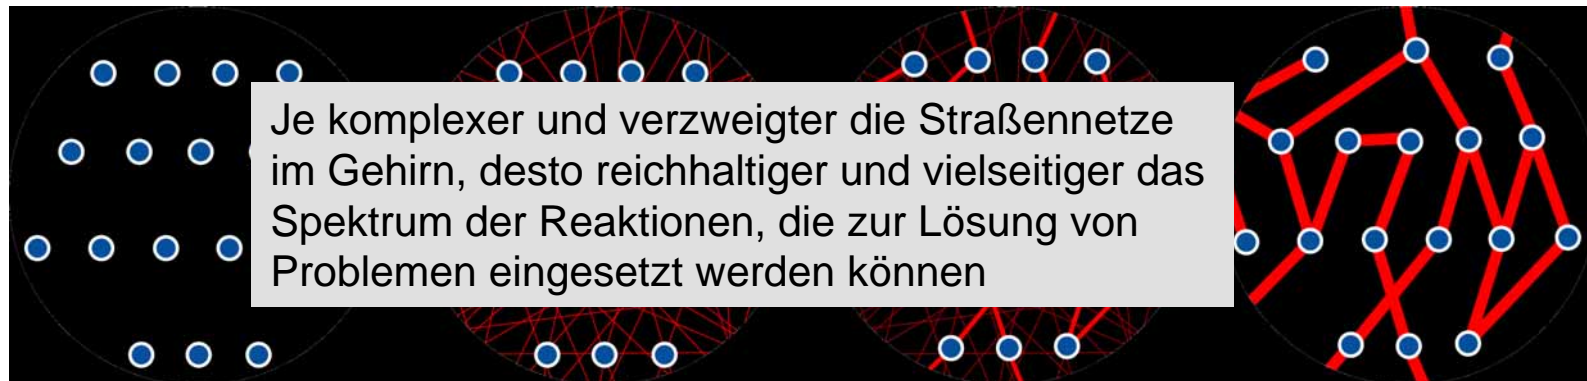 Je komplexer und verzweigter die Straßennetze
im Gehirn, desto reichhaltiger und vielseitiger das
Spektrum der Reaktionen, die zur Lösung von
Problemen eingesetzt werden können